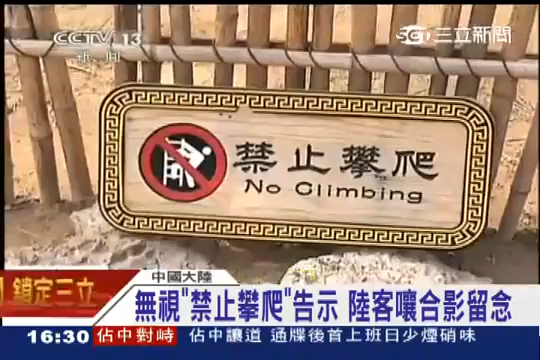 CCTV 13
新闻
SET 三立新聞
禁止攀爬
No Climbing
鎖定三立
中國大陸
無視"禁止攀爬"告示 陸客嚷合影留念
16:30 佔中對峙 佔中讓道 通牒後首上班日少煙硝味